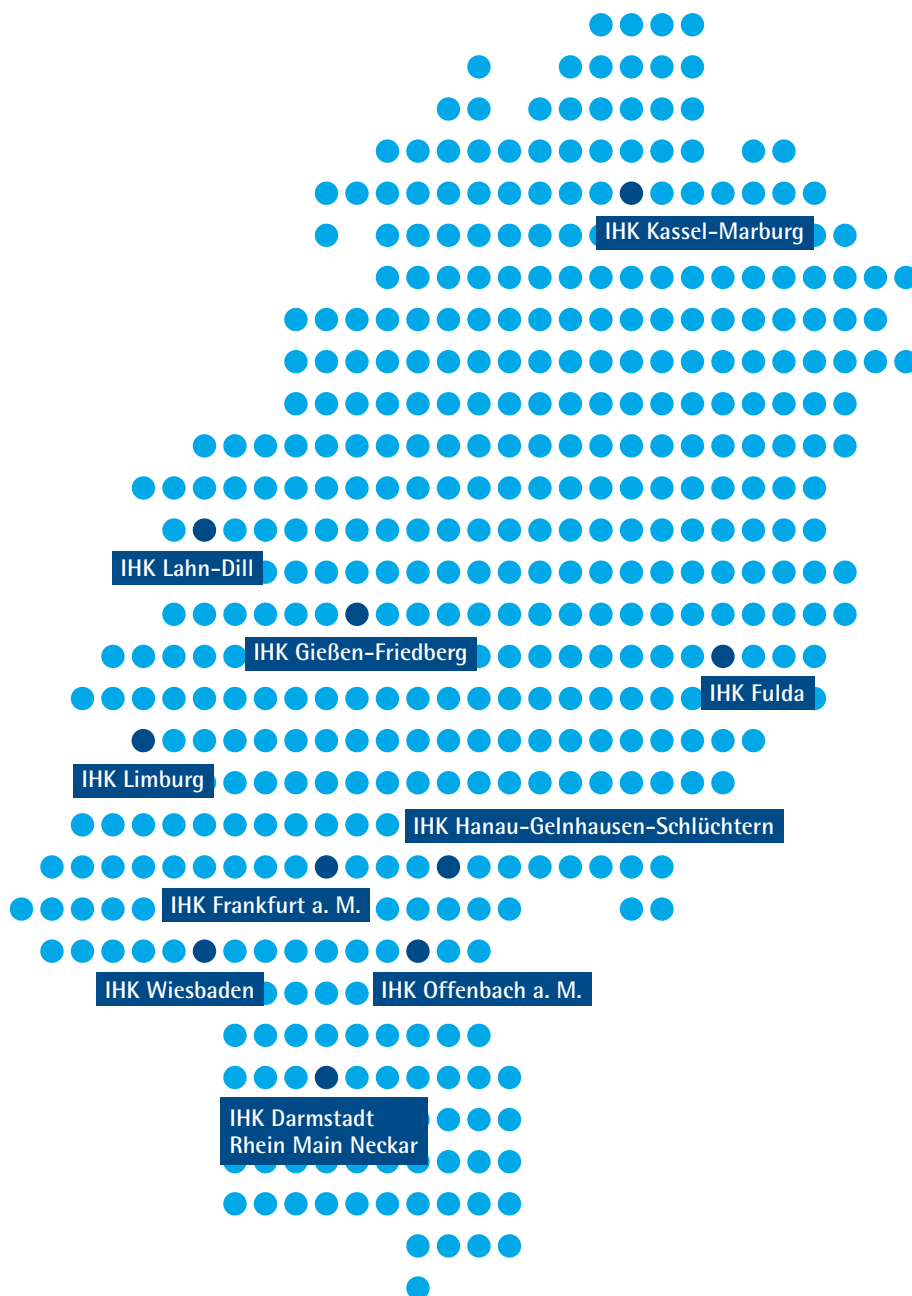 IHK Kassel-Marburg
IHK Lahn-Dill
IHK Gießen-Friedberg
IHK Fulda
IHK Limburg
IHK Hanau-Gelnhausen-Schlüchtern
IHK Frankfurt a. M.
IHK Wiesbaden
IHK Offenbach a. M.
IHK Darmstadt
Rhein Main Neckar